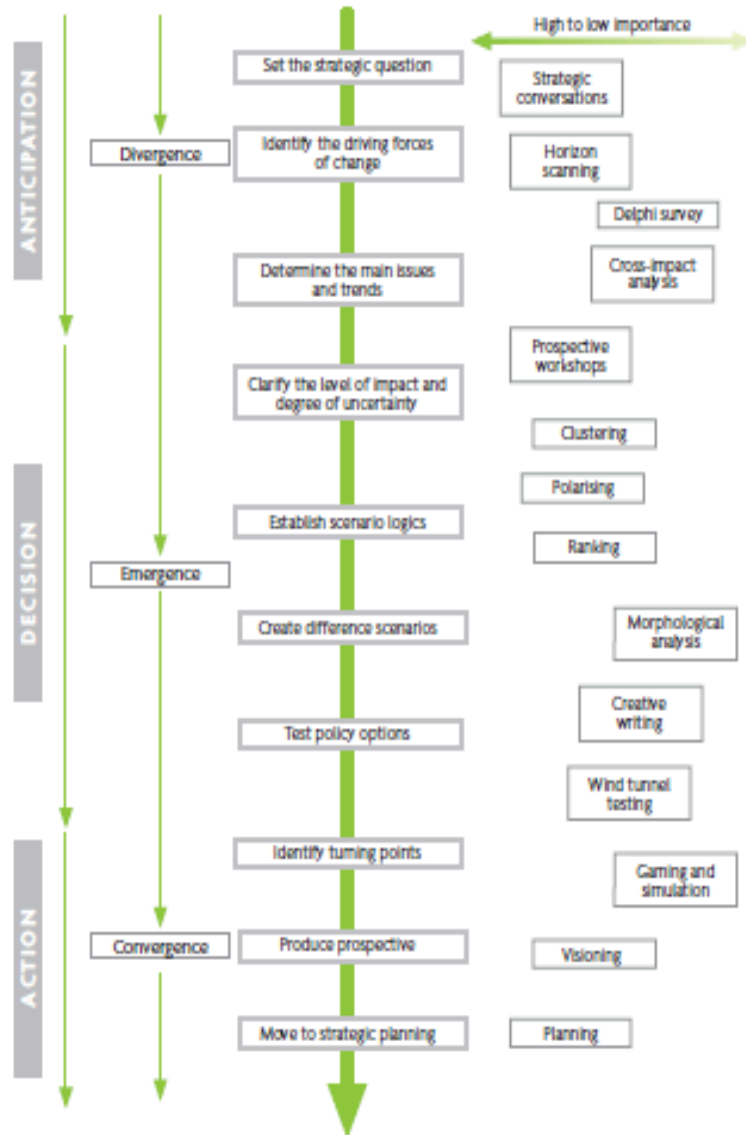 High to low importance
ANTICIPATION
Set the strategic question
Strategic
conversations
Divergence
Identify the driving forces
of change
Horizon
scanning
Delphi survey
Determine the main issues
and trends
Cross-impact
analysis
Prospective
workshops
Clarify the level of impact and
degree of uncertainty
Clustering
DECISION
Polarising
Establish scenario logics
Ranking
Emergence
Create difference scenarios
Morphological
analysis
Creative
writing
Test policy options
Wind tunnel
testing
ACTION
Identify turning points
Gaming and
simulation
Convergence
Produce prospective
Visioning
Move to strategic planning
Planning